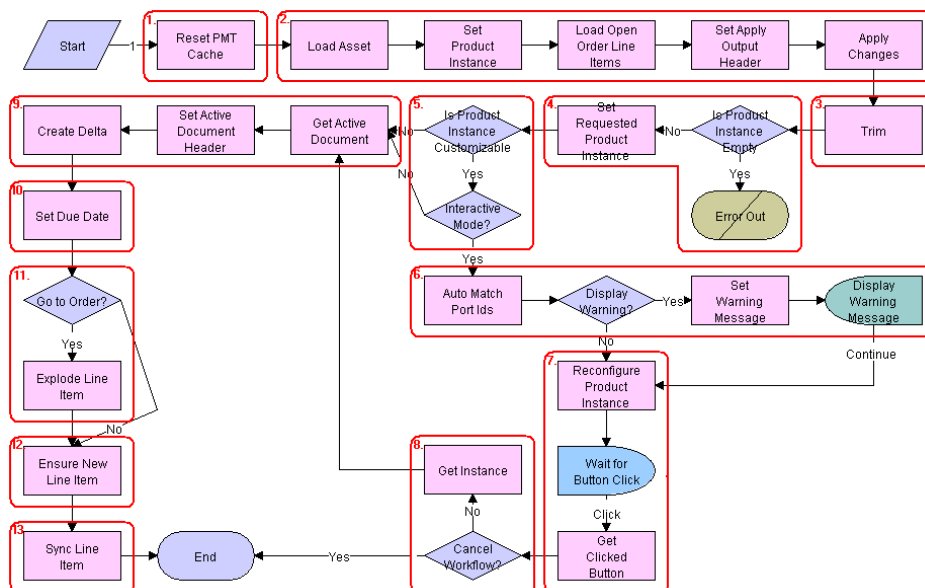 1.
2.
Start
1
Reset PMT
Cache
Load Asset
Set
Product
Instance
Load Open
Order Line
Items
Set Apply
Output
Header
Apply
Changes
9.
5.
4.
3.
Create Delta
Set Active
Document
Header
Get Active
Document
No
Is Product
Instance
Customizable
Set
Requested
Product
Instance
No
Is Product
Instance
Empty
Trim
Yes
No
Yes
10
Set Due Date
Interactive
Mode?
Error Out
Yes
11.
6.
Go to Order?
Auto Match
Port Ids
Display
Warning?
Yes
Set
Warning
Message
Display
Warning
Message
Yes
No
Continue
7.
Explode Line
Item
Reconfigure
Product
Instance
No
12
8.
Ensure New
Line Item
Get Instance
Wait for
Button Click
No
Click
13
Sync Line
Item
End
Yes
Cancel
Workflow?
Get
Clicked
Button